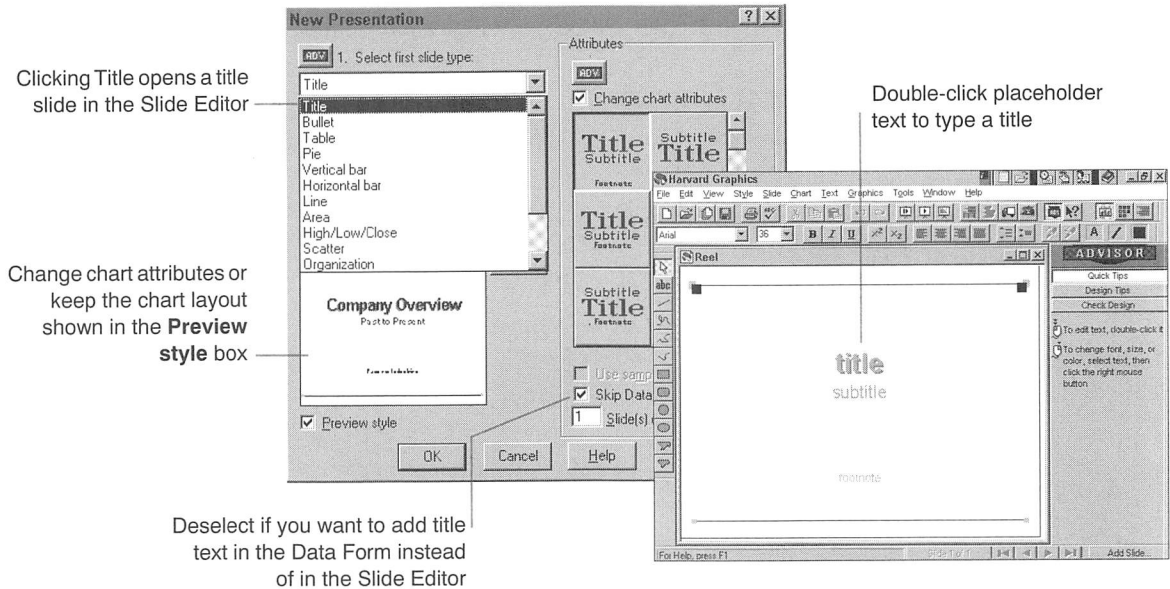 Clicking Title opens a title
slide in the Slide Editor
Change chart attributes or
keep the chart layout
shown in the Preview
style box
New Presentation
ADV 1. Select first slide type:
Title
Title
Bullet
Table
Pie
Vertical bar
Horizontal bar
Line
Area
High/Low/Close
Scatter
Organization
Company Overview
Past to Present
Preview style
OK Cancel Help
Attributes
ADV
Change chart attributes
Title
Subtitle
Footnote
Subtitle
Title
Title
Subtitle
Footnote
Subtitle
Title
Footnote
Use
Skip Data
1 Slide(s)
Deselect if you want to add title
text in the Data Form instead
of in the Slide Editor
Double-click placeholder
text to type a title
Harvard Graphics
File Edit View Style Slide Chart Text Graphics Tools Window Help
Arial 36 B I U
abc
Reel
title
subtitle
footnote
ADVISOR
Quick Tips
Design Tips
Check Design
To edit text, double-click it
To change font, size, or
color, select text, then
click the right mouse
button
For Help, press F1 Slide 1 of 1 Add Slide...